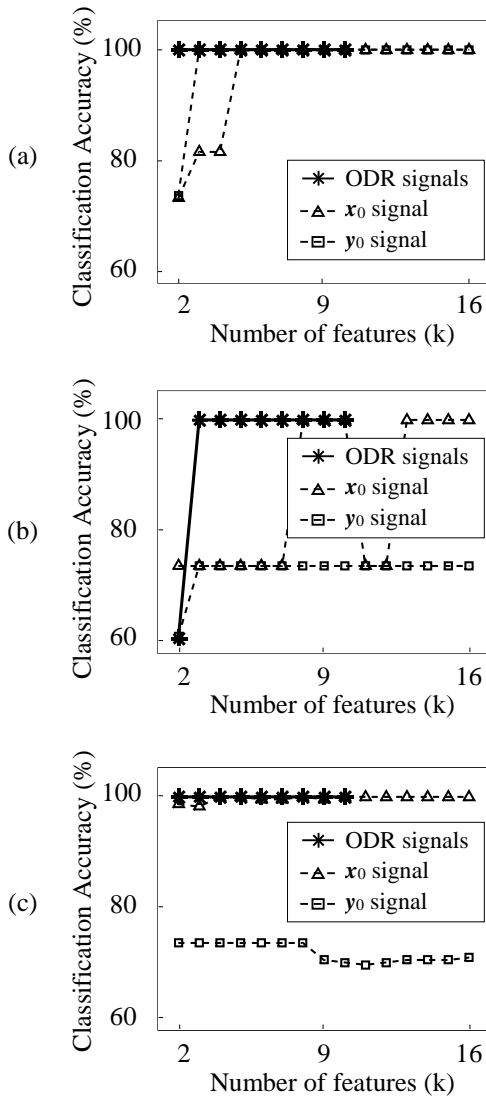 (a)
Classification Accuracy (%)
100
80
60
ODR signals
x₀ signal
y₀ signal
2 9 16
Number of features (k)
(b)
Classification Accuracy (%)
100
80
60
ODR signals
x₀ signal
y₀ signal
2 9 16
Number of features (k)
(c)
Classification Accuracy (%)
100
80
60
ODR signals
x₀ signal
y₀ signal
2 9 16
Number of features (k)